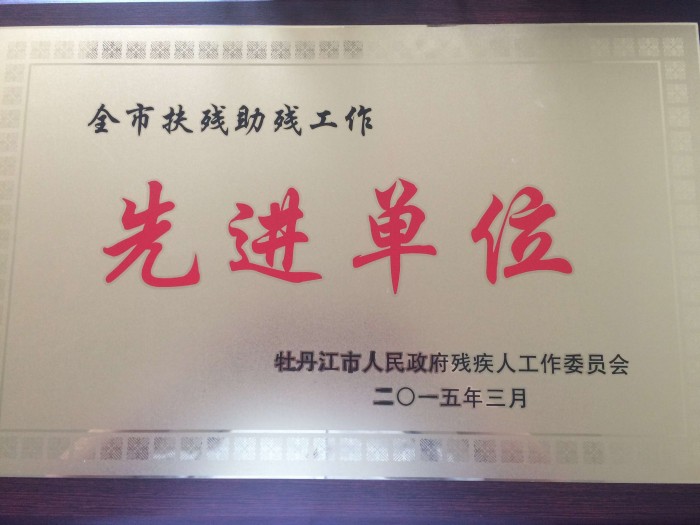 全市扶残助残工作
先进单位
牡丹江市人民政府残疾人工作委员会
二〇一五年三月